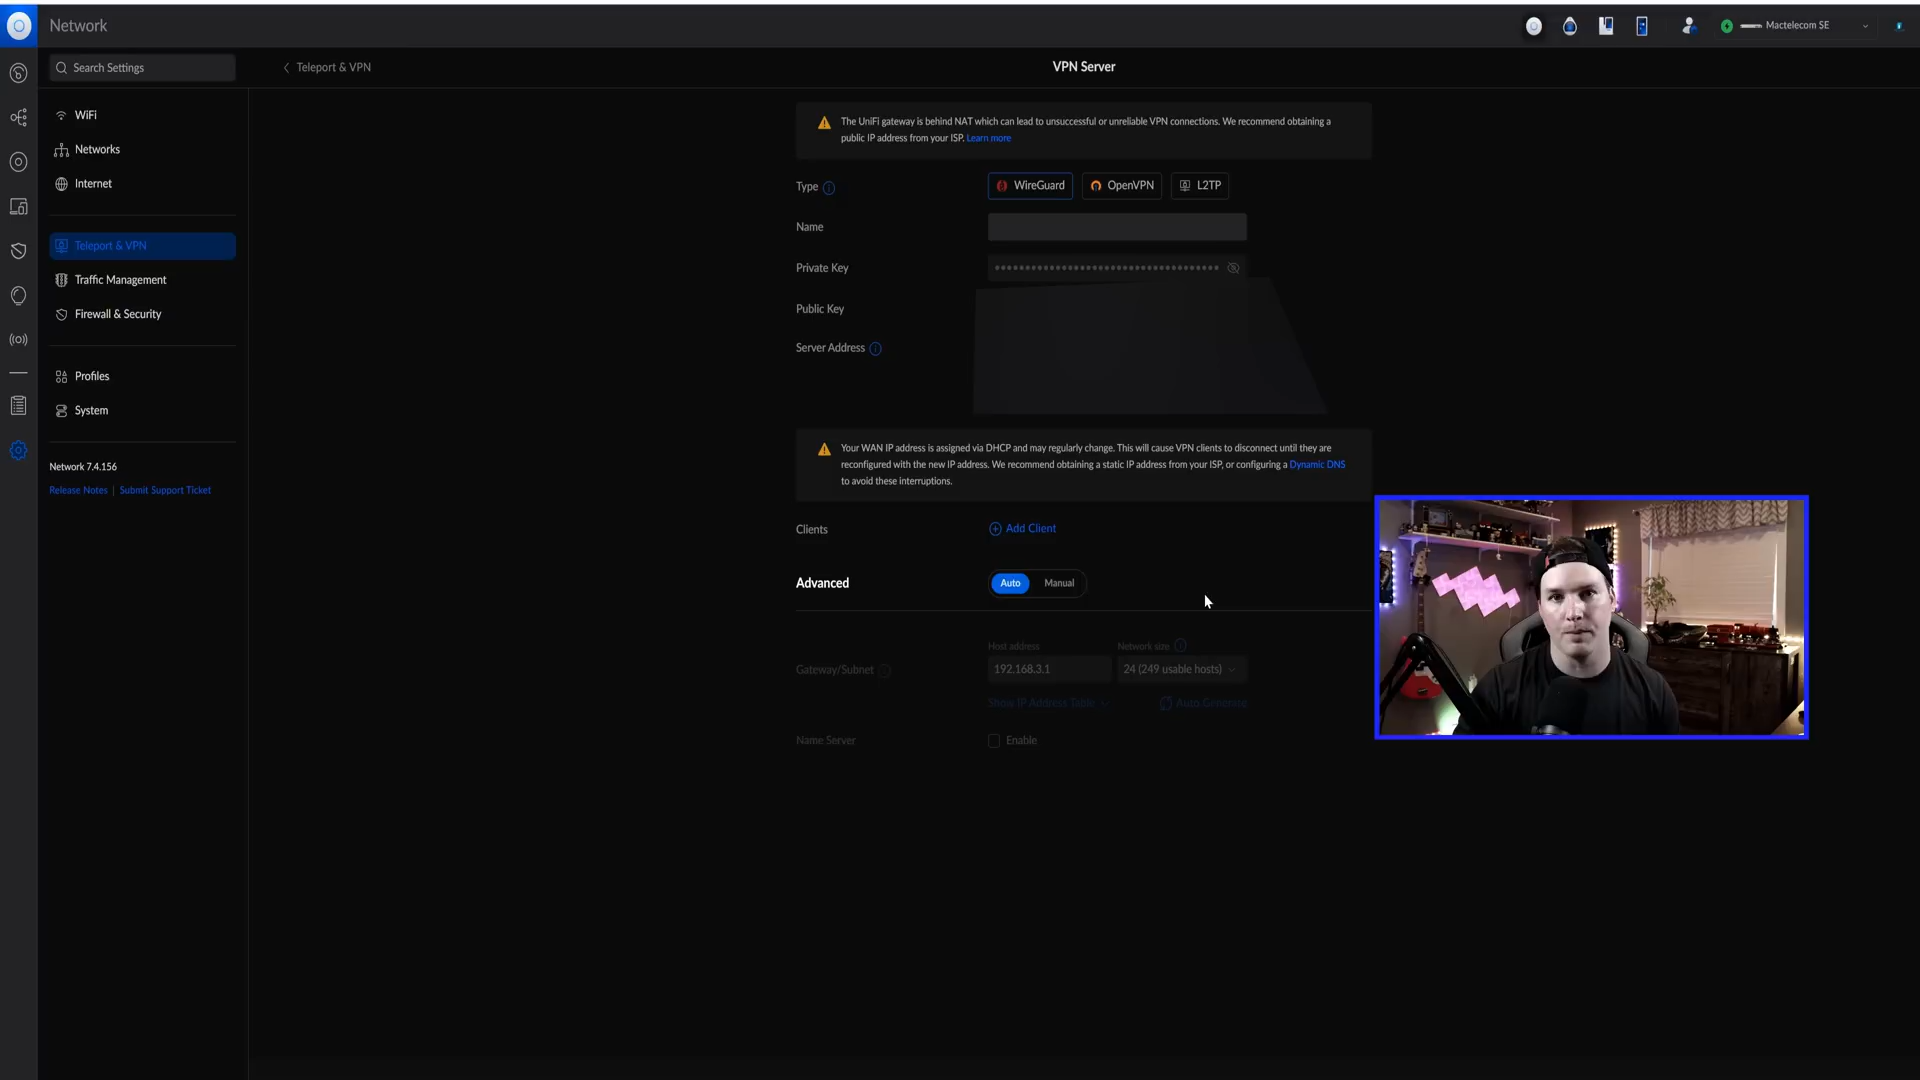 Network
Mactelecom SE
Search Settings
Teleport & VPN
VPN Server
WiFi
Networks
Internet
Teleport & VPN
Traffic Management
Firewall & Security
Profiles
System
Network 7.4.156
Release Notes | Submit Support Ticket
The UniFi gateway is behind NAT which can lead to unsuccessful or unreliable VPN connections. We recommend obtaining a
public IP address from your ISP. Learn more
Type
WireGuard
OpenVPN
L2TP
Name
Private Key
Public Key
Server Address
Your WAN IP address is assigned via DHCP and may regularly change. This will cause VPN clients to disconnect until they are
reconfigured with the new IP address. We recommend obtaining a static IP address from your ISP, or configuring a Dynamic DNS
to avoid these interruptions.
Clients
Add Client
Advanced
Auto
Manual
Host address
Network size
Gateway/Subnet
192.168.3.1
24 (249 usable hosts)
Show IP Address Table
Auto Generate
Name Server
Enable